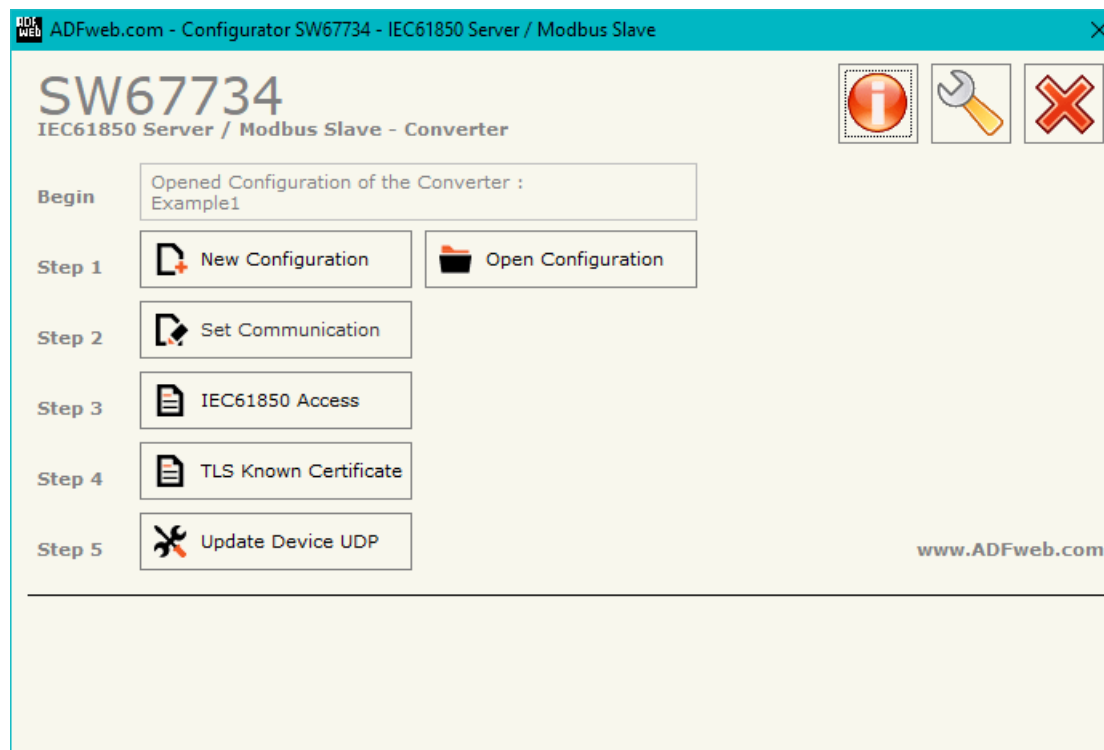 ADF
WEB
ADFweb.com - Configurator SW67734 - IEC61850 Server / Modbus Slave
SW67734
IEC61850 Server / Modbus Slave - Converter
Begin
Opened Configuration of the Converter :
Example1
Step 1
New Configuration
Open Configuration
Step 2
Set Communication
Step 3
IEC61850 Access
Step 4
TLS Known Certificate
Step 5
Update Device UDP
www.ADFweb.com